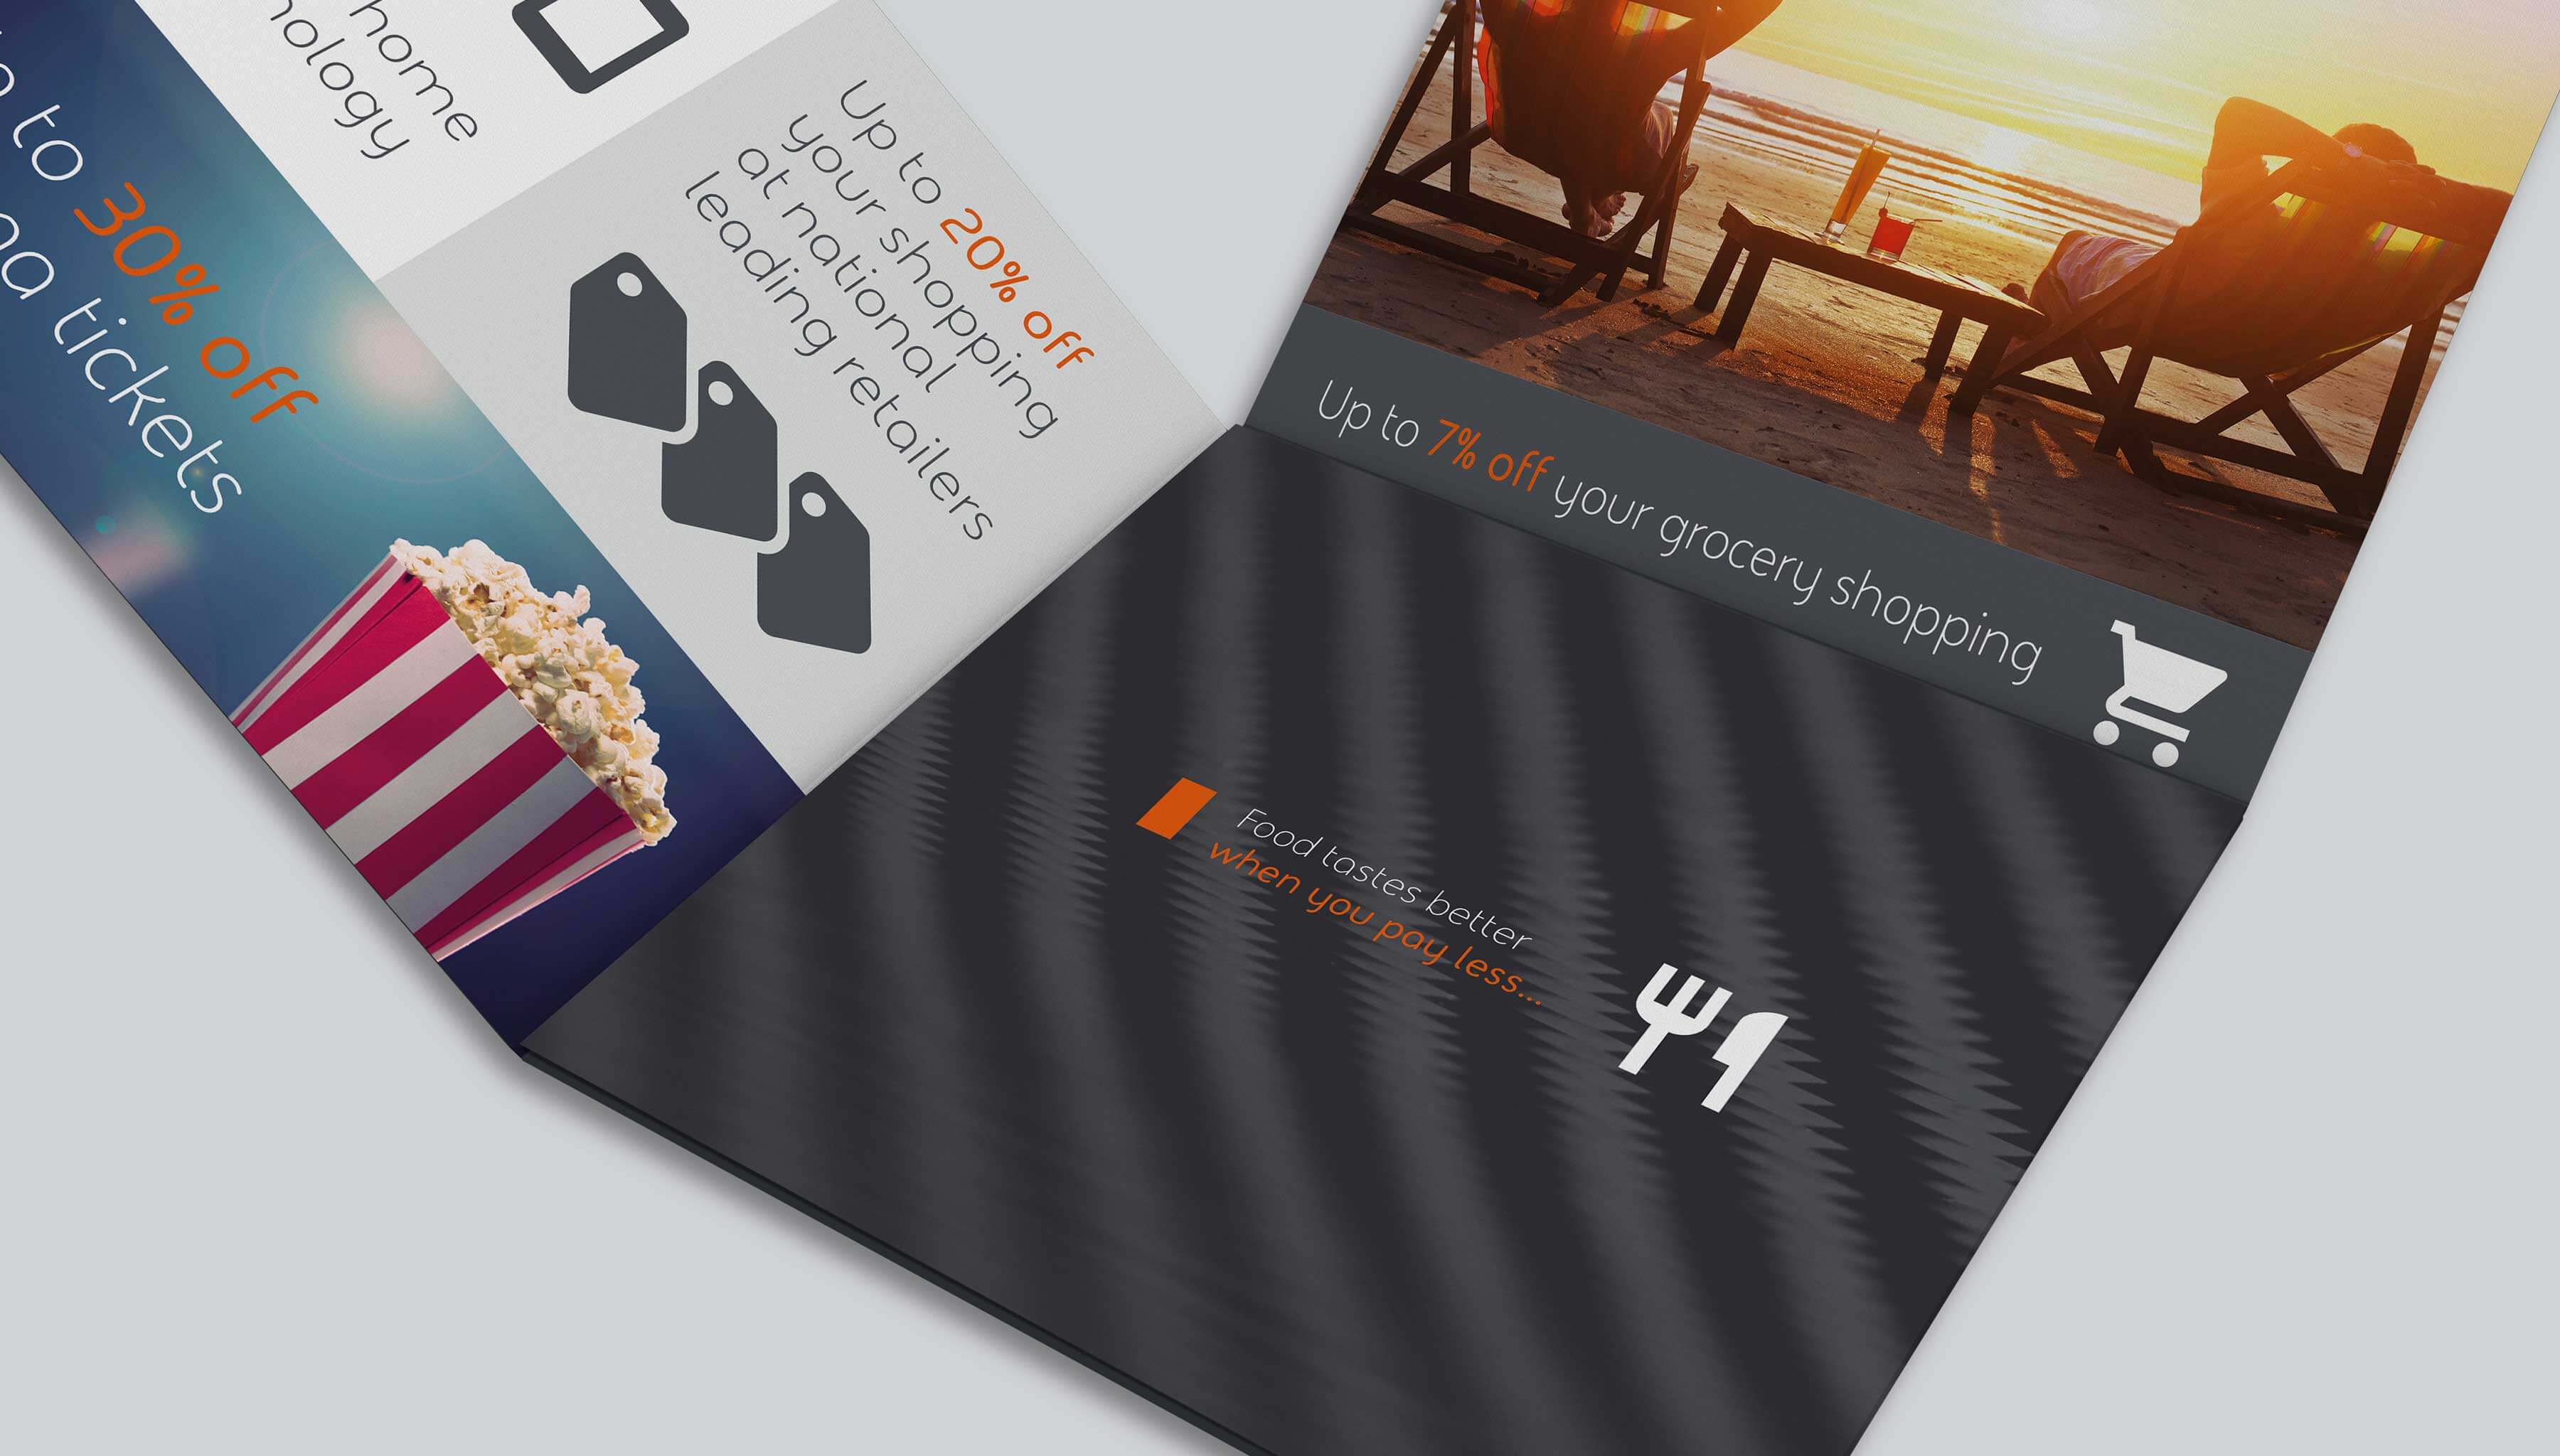 home
to 30% off
tickets
Up to 20% off
your shopping
at national
leading retailers
Up to 7% off your grocery shopping
Food tastes better
when you pay less...